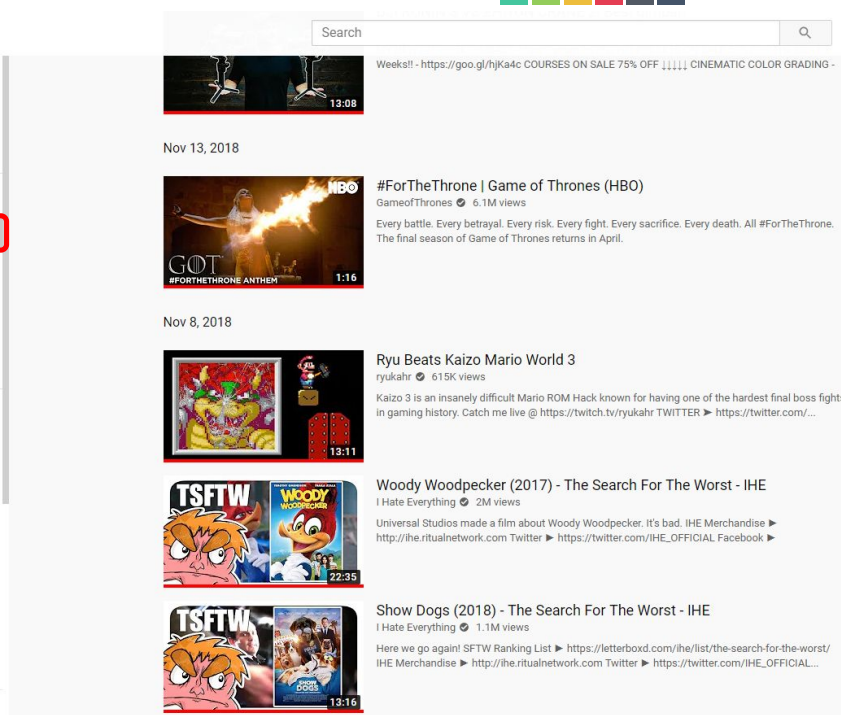 Search
Weeks!! - https://goo.gl/hjKa4c COURSES ON SALE 75% OFF ↓↓↓↓↓ CINEMATIC COLOR GRADING -
13:08
Nov 13, 2018
HBO
GOT
#FORTHETHRONE ANTHEM
1:16
#ForTheThrone | Game of Thrones (HBO)
GameofThrones 6.1M views
Every battle. Every betrayal. Every risk. Every fight. Every sacrifice. Every death. All #ForTheThrone.
The final season of Game of Thrones returns in April.
Nov 8, 2018
13:11
Ryu Beats Kaizo Mario World 3
ryukahr 615K views
Kaizo 3 is an insanely difficult Mario ROM Hack known for having one of the hardest final boss fights
in gaming history. Catch me live @ https://twitch.tv/ryukahr TWITTER ► https://twitter.com/...
TSFTW
WOODY
WOODPECKER
22:35
Woody Woodpecker (2017) - The Search For The Worst - IHE
I Hate Everything 2M views
Universal Studios made a film about Woody Woodpecker. It's bad. IHE Merchandise ►
http://ihe.ritualnetwork.com Twitter ► https://twitter.com/IHE_OFFICIAL Facebook ►
TSFTW
SHOW
DOGS
13:16
Show Dogs (2018) - The Search For The Worst - IHE
I Hate Everything 1.1M views
Here we go again! SFTW Ranking List ► https://letterboxd.com/ihe/list/the-search-for-the-worst/
IHE Merchandise ► http://ihe.ritualnetwork.com Twitter ► https://twitter.com/IHE_OFFICIAL...